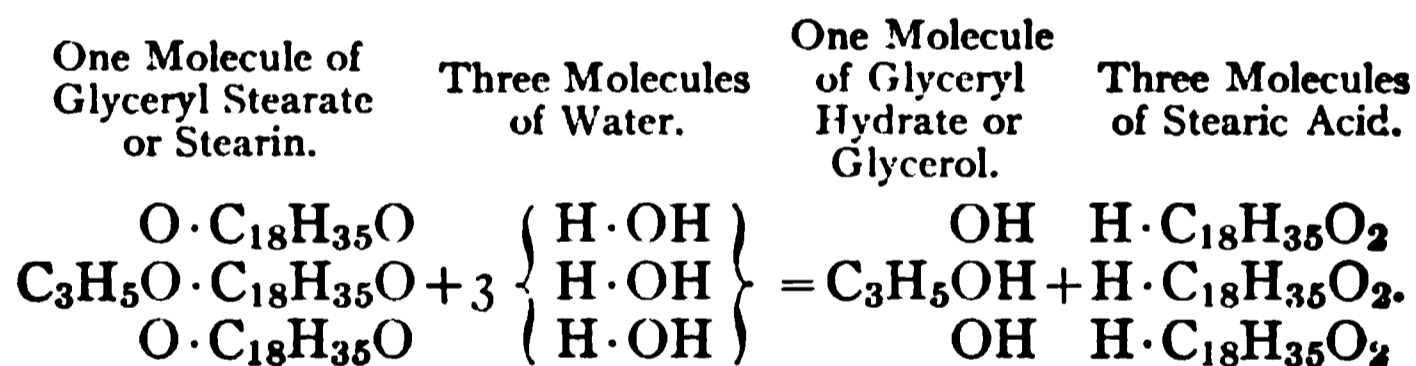 One Molecule of
Glyceryl Stearate
or Stearin.
Three Molecules
of Water.
One Molecule
of Glyceryl
Hydrate or
Glycerol.
Three Molecules
of Stearic Acid.
O·C₁₈H₃₅O { H·OH } OH H·C₁₈H₃₅O₂
C₃H₅O·C₁₈H₃₅O+3 { H·OH } =C₃H₅OH+H·C₁₈H₃₅O₂.
O·C₁₈H₃₅O { H·OH } OH H·C₁₈H₃₅O₂